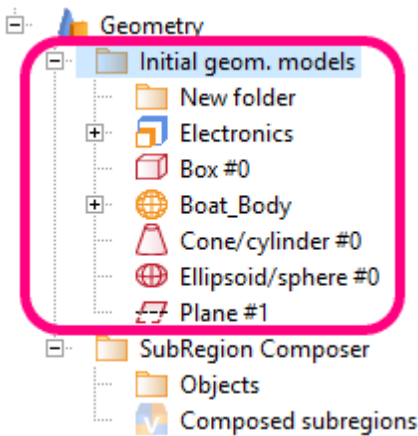 Geometry
Initial geom. models
New folder
Electronics
Box #0
Boat_Body
Cone/cylinder #0
Ellipsoid/sphere #0
Plane #1
SubRegion Composer
Objects
Composed subregions